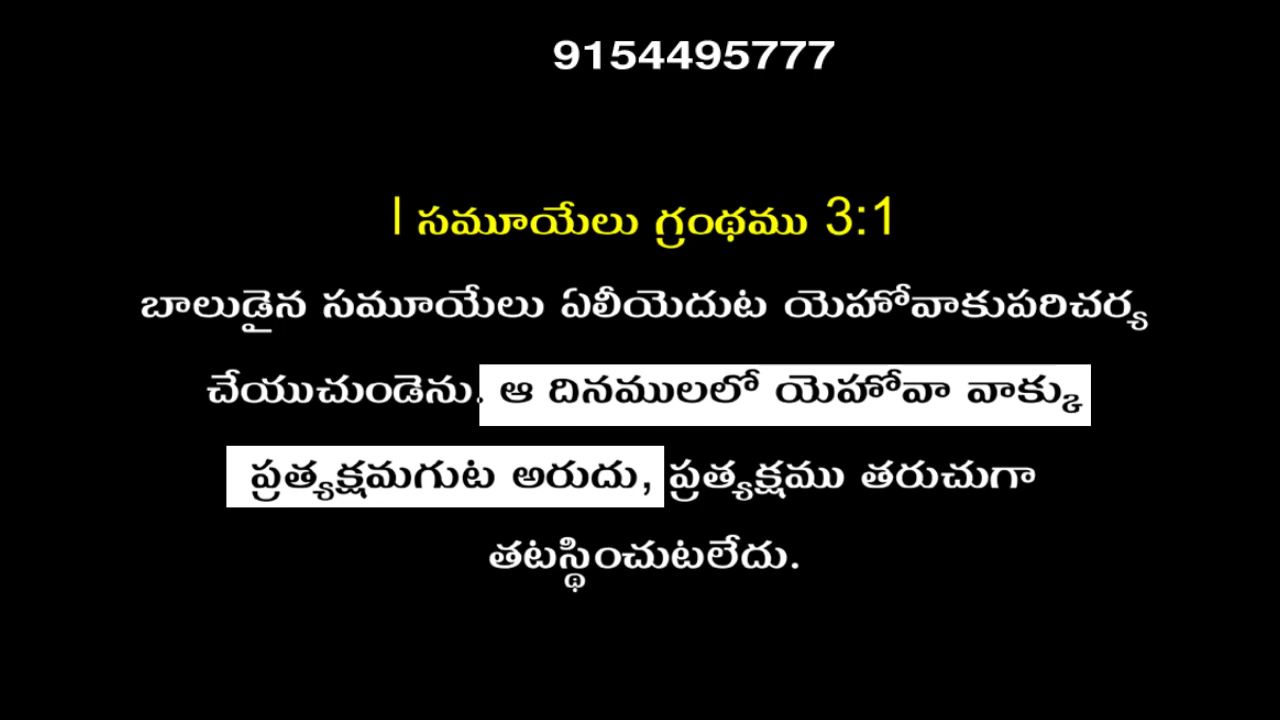 9154495777
I సమూయేలు గ్రంథము 3:1
బాలుడైన సమూయేలు ఏలీయెదుట యెహోవాకుపరిచర్య
చేయుచుండెను. ఆ దినములలో యెహోవా వాక్కు
ప్రత్యక్షమగుట అరుదు, ప్రత్యక్షము తరుచుగా
తటస్థించుటలేదు.